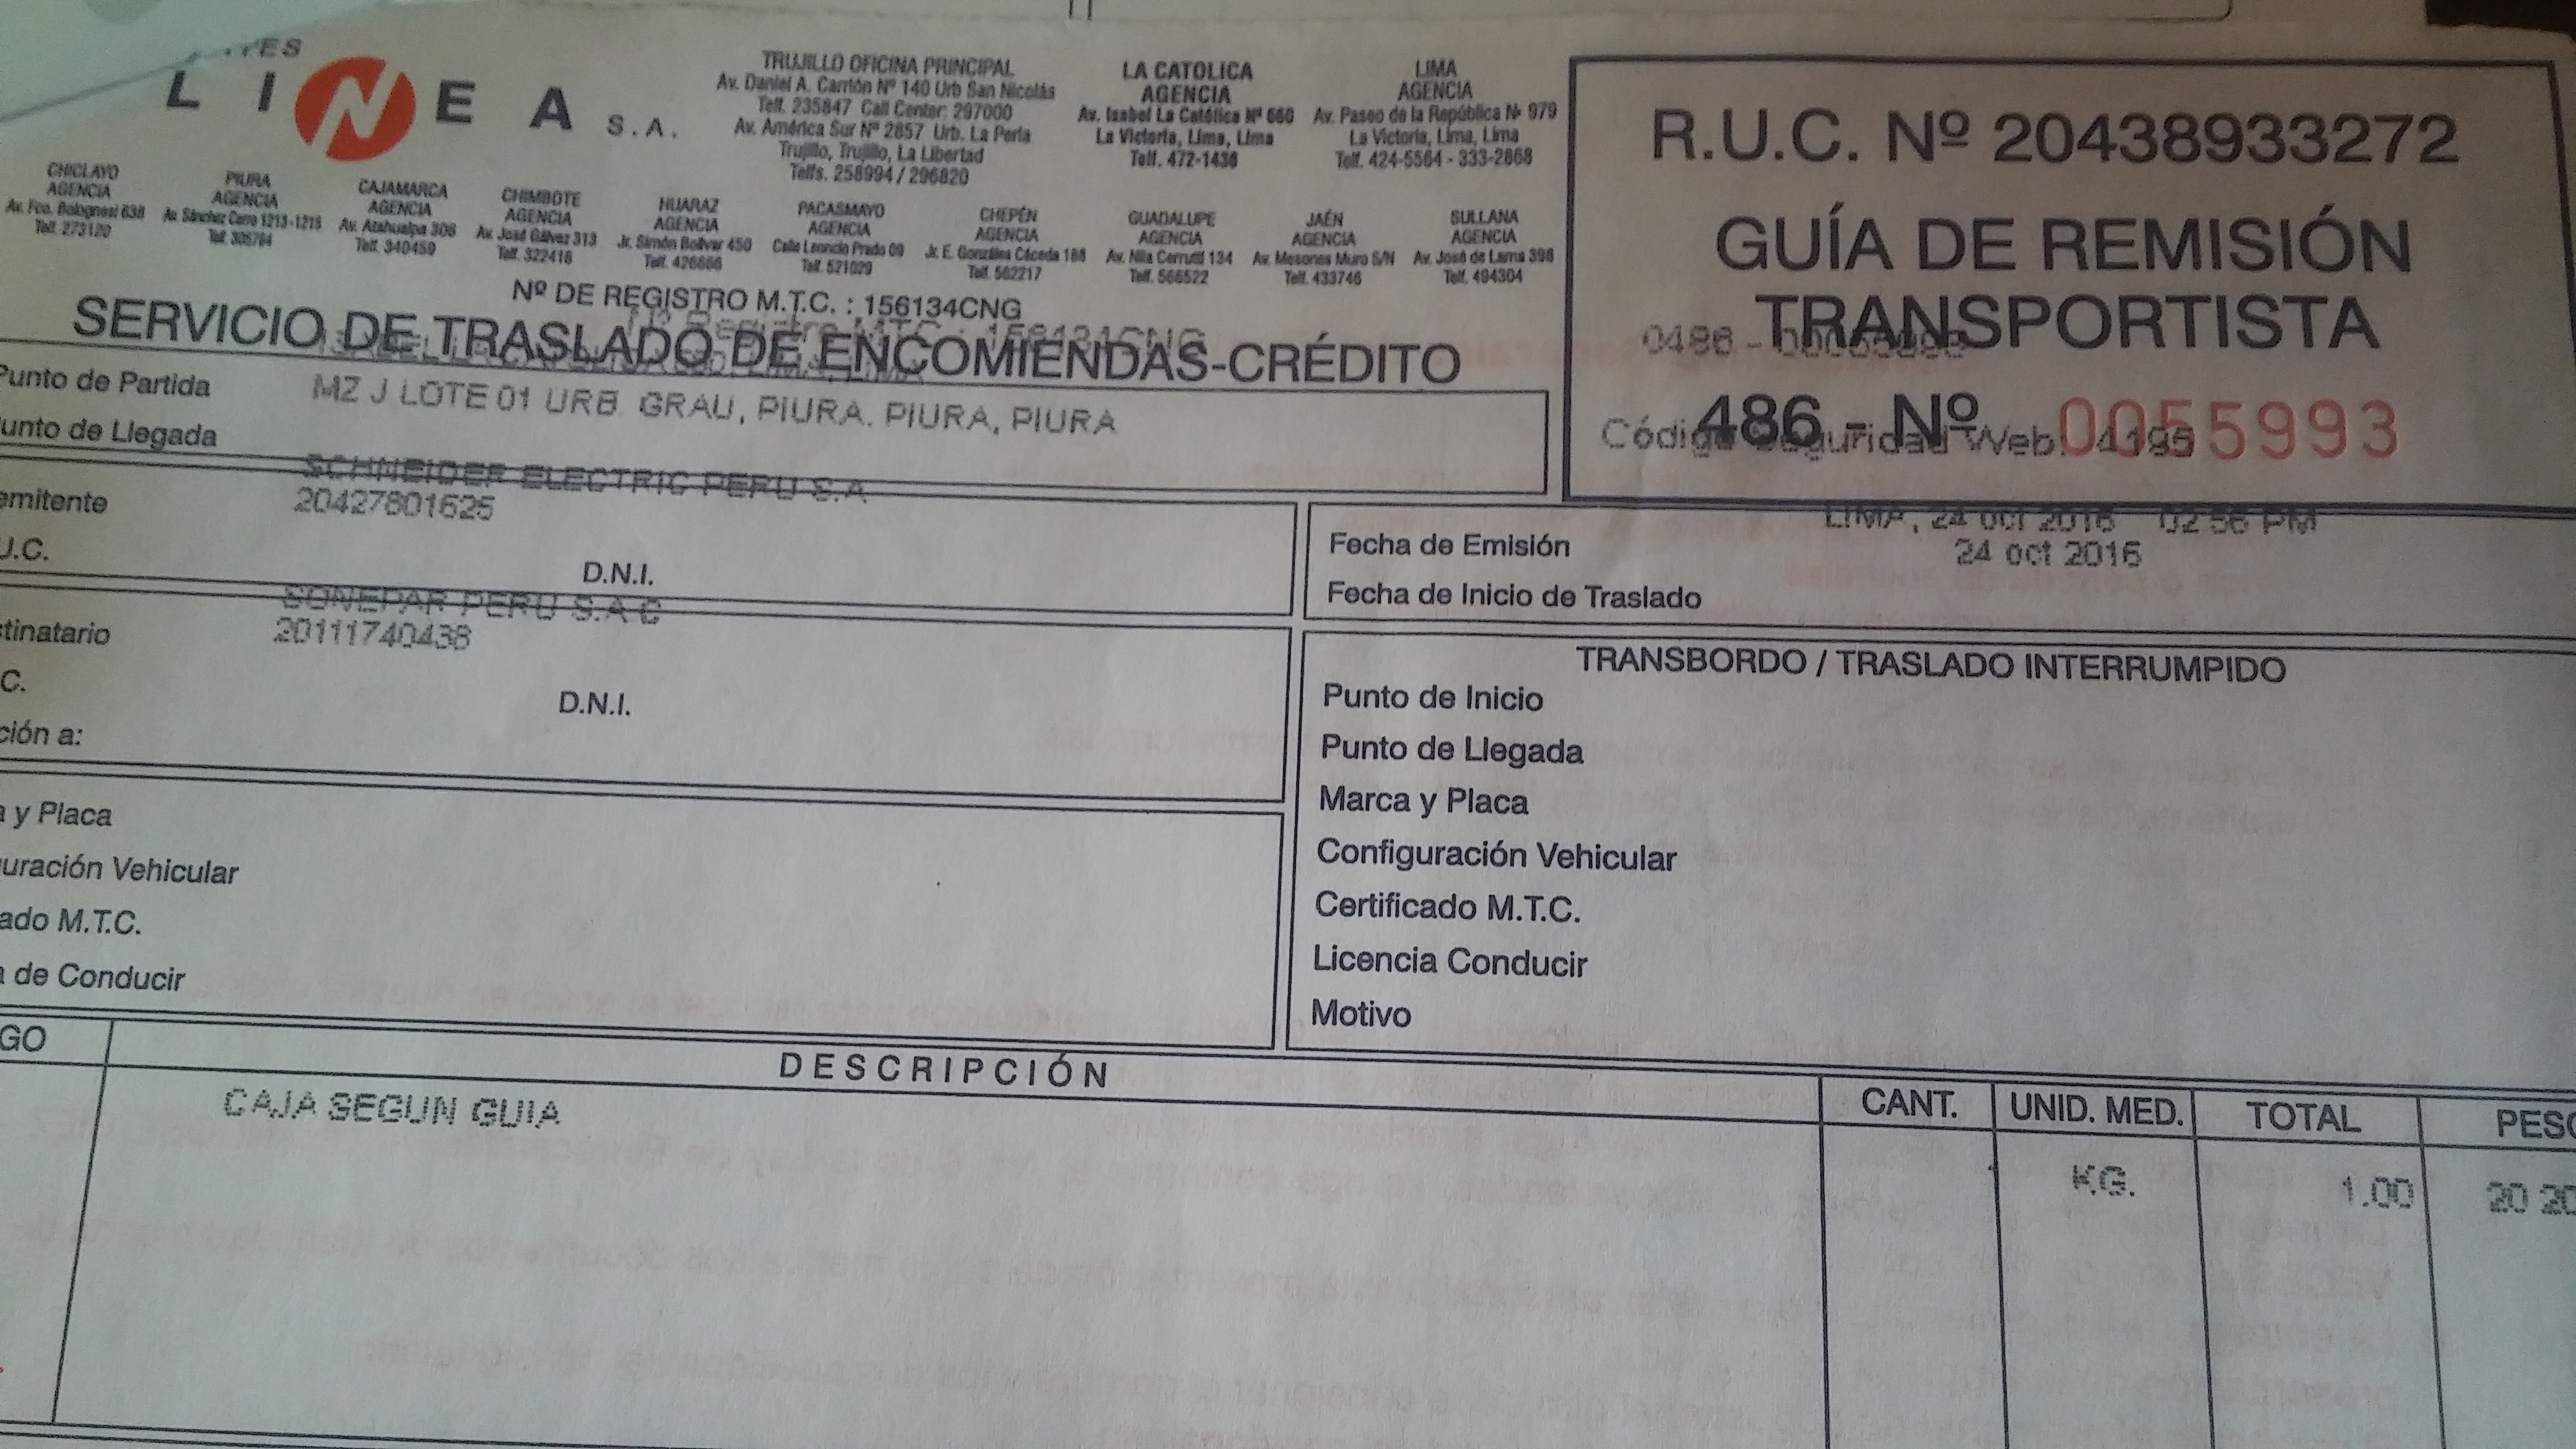 LINEA S.A.
TRUJILLO OFICINA PRINCIPAL
Av. Daniel A. Carrión Nº 140 Urb San Nicolás
Telf. 235847 Call Center: 297000
Av. América Sur Nº 2857 Urb. La Perla
Trujillo, Trujillo, La Libertad
Telfs. 258994 / 296820
LA CATOLICA
AGENCIA
Av. Isabel La Católica Nº 660
La Victoria, Lima, Lima
Telf. 472-1436
LIMA
AGENCIA
Av. Paseo de la República Nº 979
La Victoria, Lima, Lima
Telf. 424-5564 - 333-2868
CHICLAYO
AGENCIA
Av. Fco. Bolognesi 638
Telf. 273120
PIURA
AGENCIA
Av. Sánchez Cerro 1213-1215
Telf. 305764
CAJAMARCA
AGENCIA
Av. Atahualpa 306
Telf. 340459
CHIMBOTE
AGENCIA
Av. José Gálvez 313
Telf. 322416
HUARAZ
AGENCIA
Jr. Simón Bolívar 450
Telf. 426666
PACASMAYO
AGENCIA
Calle Leoncio Prado 09
Telf. 521029
CHEPÉN
AGENCIA
Jr. E. Gonzáles Cáceda 188
Telf. 562217
GUADALUPE
AGENCIA
Av. Nila Cerrutti 134
Telf. 566522
JAÉN
AGENCIA
Av. Mesones Muro S/N
Telf. 433746
SULLANA
AGENCIA
Av. José de Lama 398
Telf. 494304
R.U.C. Nº 20438933272
GUÍA DE REMISIÓN
TRANSPORTISTA
486 - Nº 0055993
Código Seguridad Web: 4195
Nº DE REGISTRO M.T.C. : 156134CNG
Nº Registro M.T.C. : 156134CNG
SERVICIO DE TRASLADO DE ENCOMIENDAS-CRÉDITO
Punto de Partida
MZ J LOTE 01 URB. GRAU, PIURA. PIURA, PIURA
unto de Llegada
SCHNEIDER ELECTRIC PERU S.A
emitente 20427801625
U.C.
D.N.I.
LIMA, 24 oct 2016 02:56 PM
Fecha de Emisión 24 oct 2016
Fecha de Inicio de Traslado
SONEPAR PERU S.A.C
tinatario 20111740438
C.
D.N.I.
ción a:
TRANSBORDO / TRASLADO INTERRUMPIDO
Punto de Inicio
Punto de Llegada
Marca y Placa
Configuración Vehicular
Certificado M.T.C.
Licencia Conducir
Motivo
a y Placa
uración Vehicular
ado M.T.C.
a de Conducir
GO DESCRIPCIÓN CANT. UNID. MED. TOTAL PESO
CAJA SEGUN GUIA
KG. 1.00 20 20